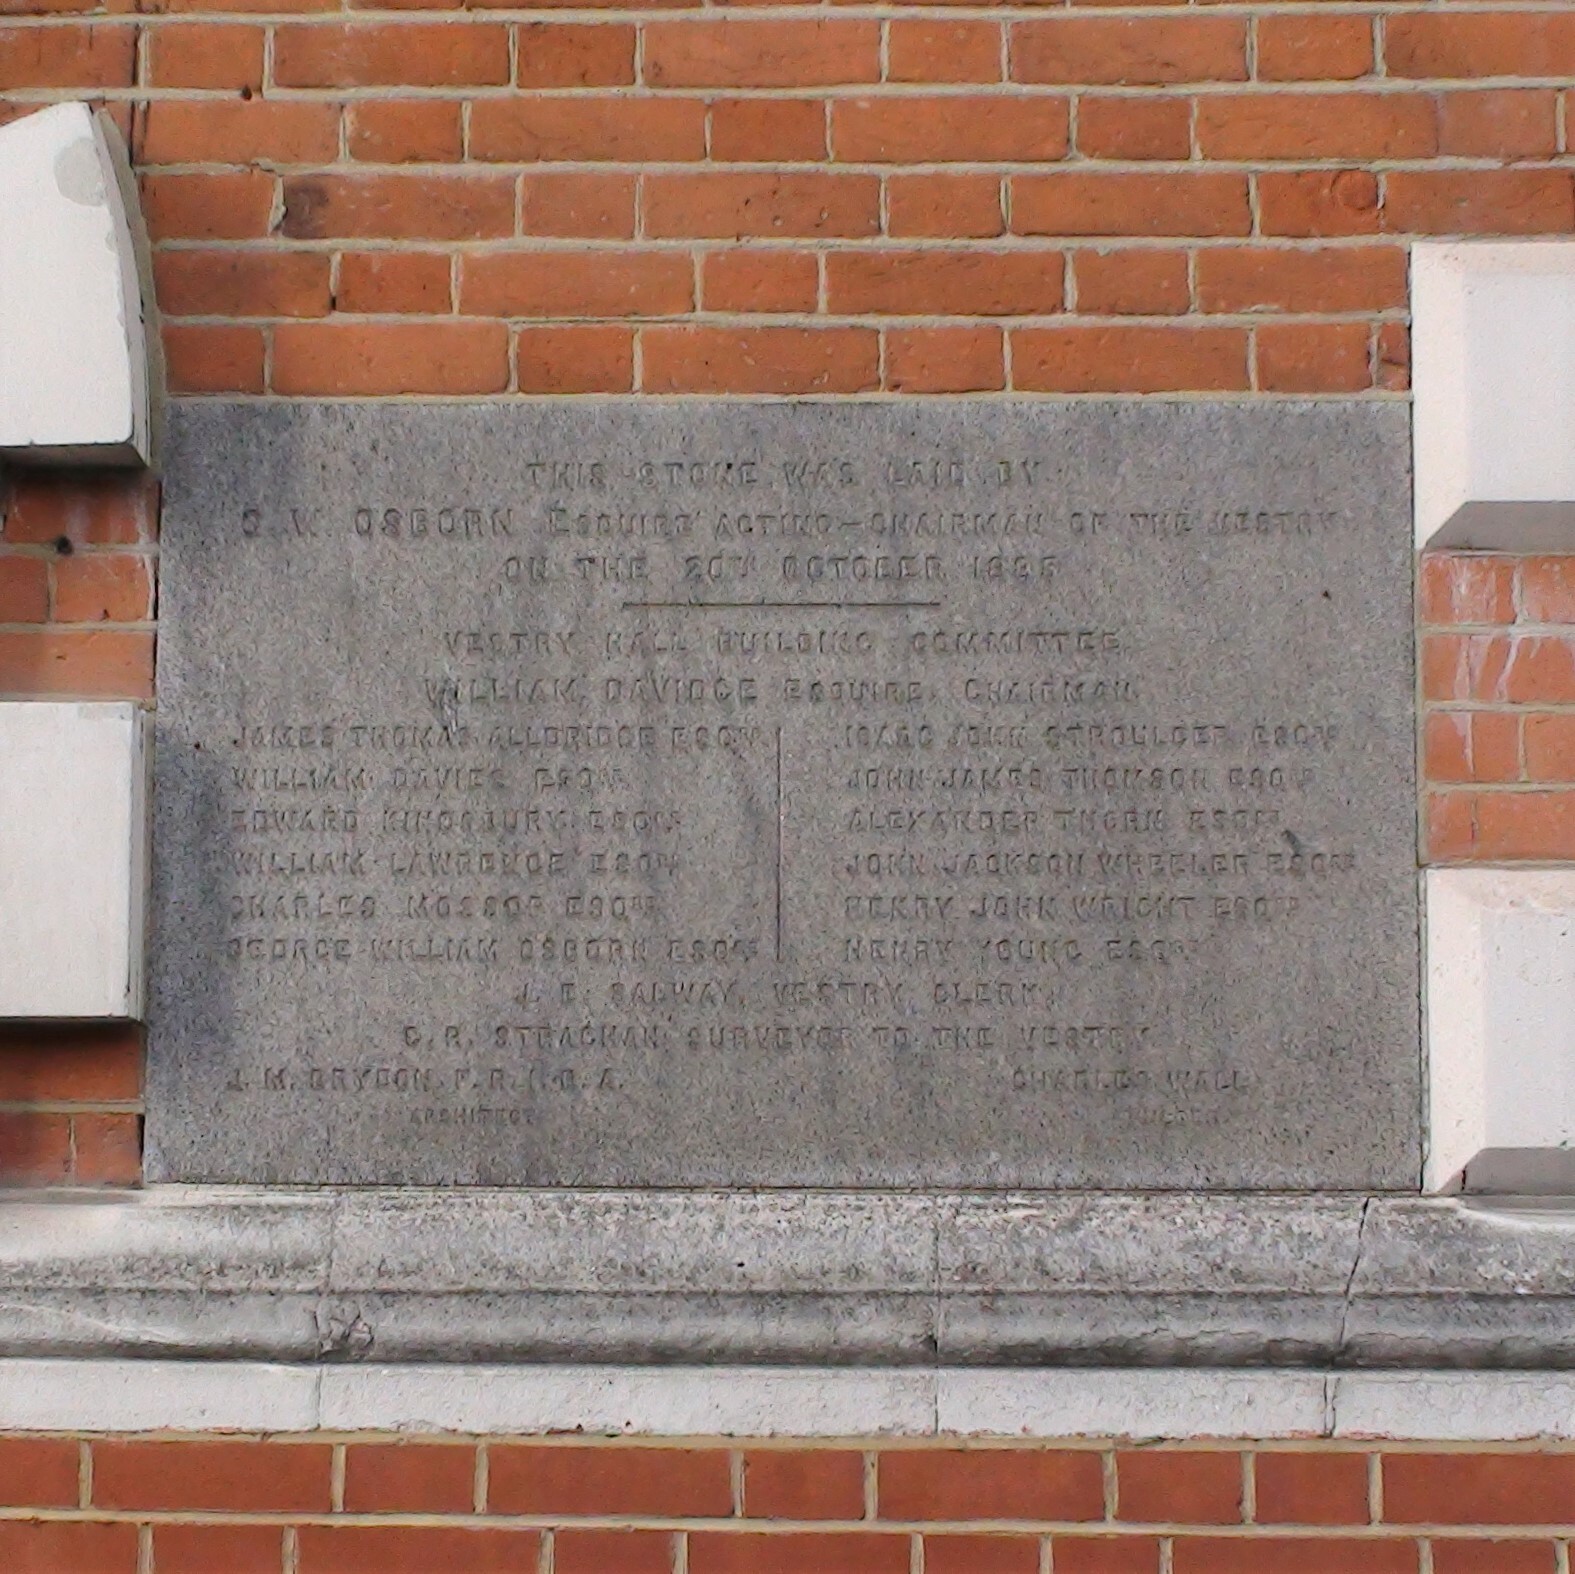 THIS STONE WAS LAID BY
G. W. OSBORN ESQUIRE ACTING-CHAIRMAN OF THE VESTRY
ON THE 20TH OCTOBER 1885
VESTRY HALL BUILDING COMMITTEE
WILLIAM DAVIDGE ESQUIRE, CHAIRMAN
JAMES THOMAS ALLDRIDGE ESQRE
WILLIAM DAVIES ESQRE
EDWARD KINGSBURY ESQRE
WILLIAM LAWRENCE ESQRE
CHARLES MOSSOP ESQRE
GEORGE WILLIAM OSBORN ESQRE
ISAAC JOHN STROULGER ESQRE
JOHN JAMES THOMSON ESQRE
ALEXANDER THORN ESQRE
JOHN JACKSON WHEELER ESQRE
HENRY JOHN WRIGHT ESQRE
HENRY YOUNG ESQRE
SALWAY, VESTRY CLERK,
C. R. STRACHAN SURVEYOR TO THE VESTRY
J. M. BRYDON, F. R. I. B. A.
ARCHITECT
CHARLES WALL
BUILDER